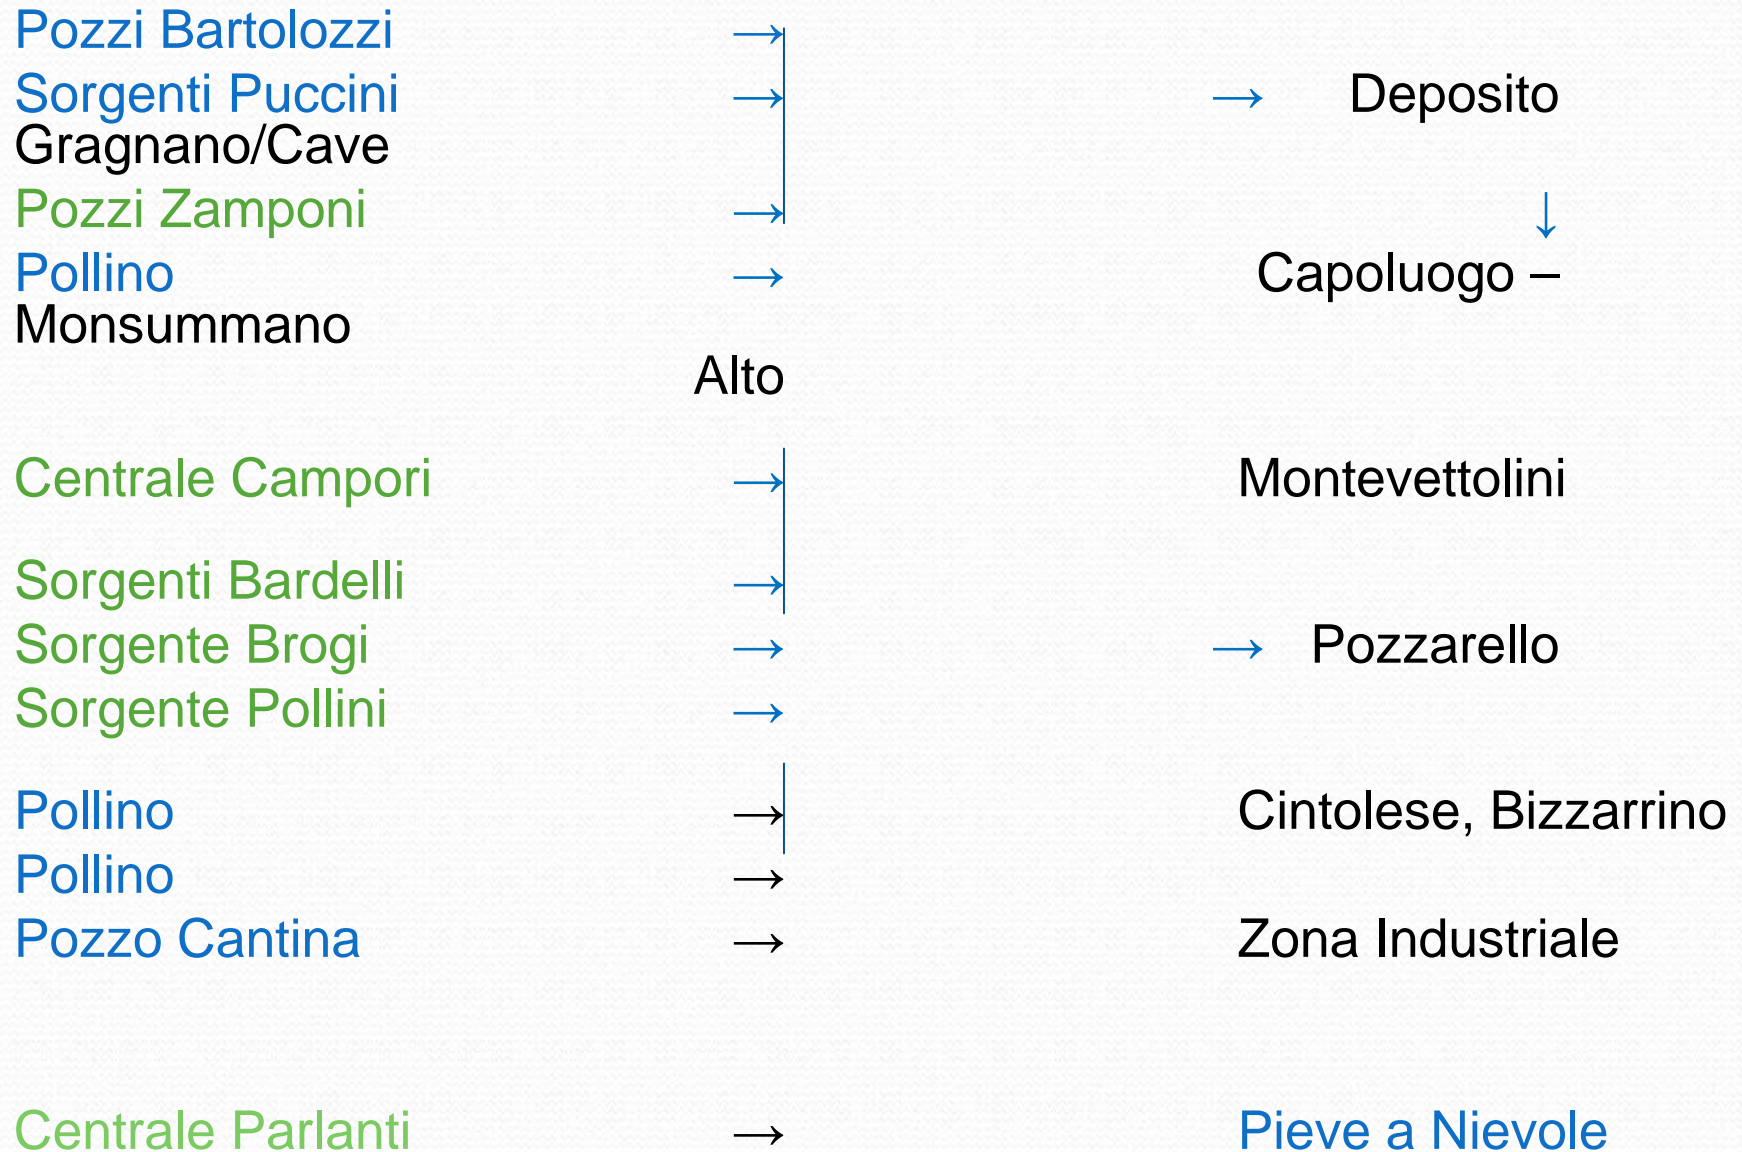 Pozzi Bartolozzi →
Sorgenti Puccini → → Deposito
Gragnano/Cave
Pozzi Zamponi → ↓
Pollino → Capoluogo –
Monsummano
Alto
Centrale Campori → Montevettolini
Sorgenti Bardelli →
Sorgente Brogi → → Pozzarello
Sorgente Pollini →
Pollino → Cintolese, Bizzarrino
Pollino →
Pozzo Cantina → Zona Industriale
Centrale Parlanti → Pieve a Nievole